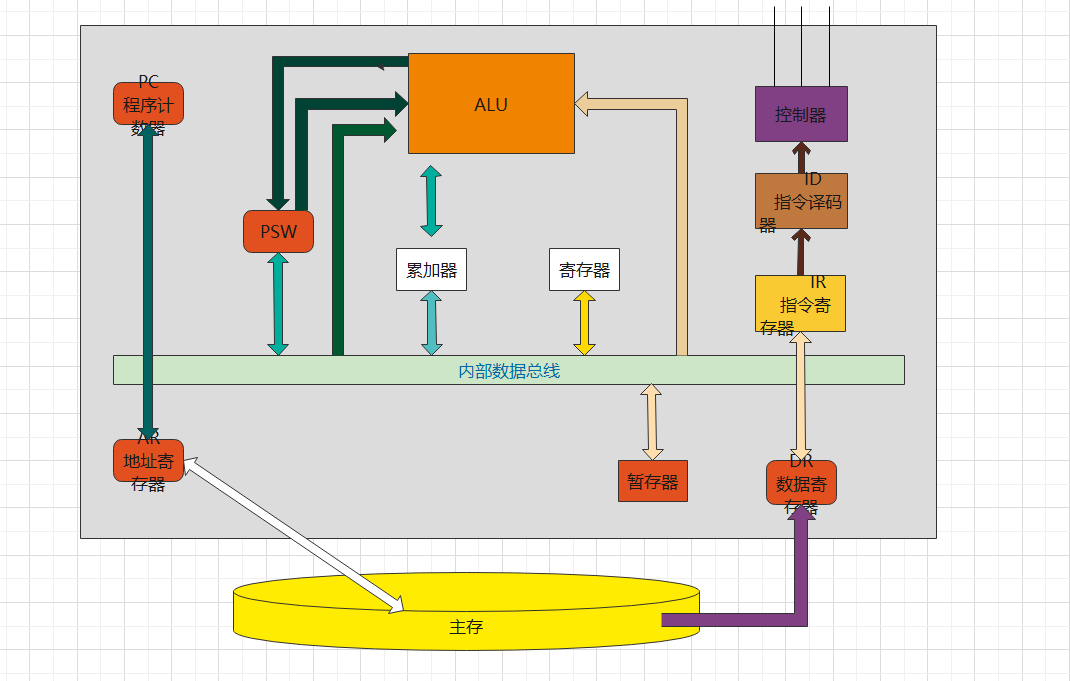 PC
程序计
数器
ALU
控制器
ID
指令译码
器
PSW
累加器
寄存器
IR
指令寄
存器
内部数据总线
AR
地址寄
存器
暂存器
DR
数据寄
存器
主存